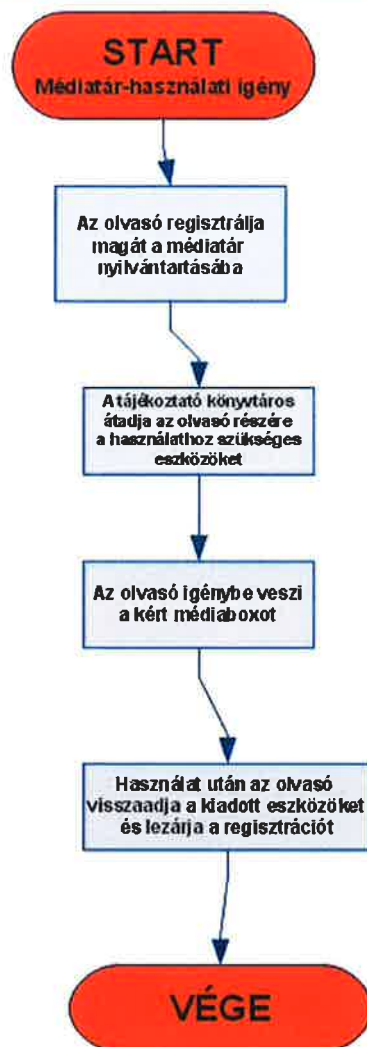 START
Médiatár-használati igény
Az olvasó regisztrálja
magát a médiatár
nyilvántartásába
A tájékoztató könyvtáros
átadja az olvasó részére
a használathoz szükséges
eszközöket
Az olvasó igénybe veszi
a kért médiaboxot
Használat után az olvasó
visszaadja a kiadott eszközöket
és lezárja a regisztrációt
VÉGE